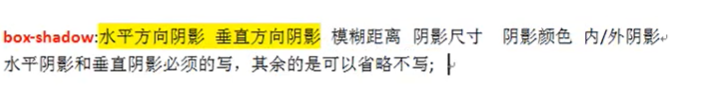 box-shadow:水平方向阴影 垂直方向阴影 模糊距离 阴影尺寸 阴影颜色 内/外阴影
水平阴影和垂直阴影必须的写，其余的是可以省略不写;